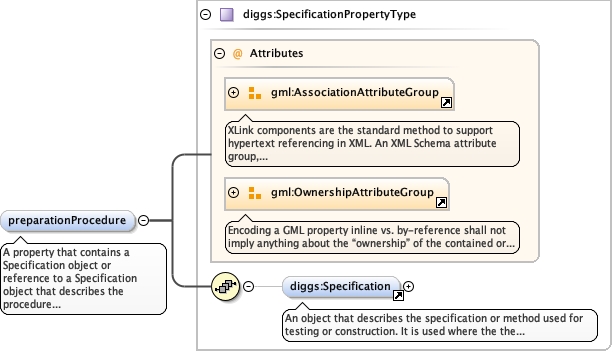 diggs:SpecificationPropertyType
@ Attributes
gml:AssociationAttributeGroup
XLink components are the standard method to support
hypertext referencing in XML. An XML Schema attribute
group,...
gml:OwnershipAttributeGroup
Encoding a GML property inline vs. by-reference shall not
imply anything about the “ownership” of the contained or...
preparationProcedure
A property that contains a
Specification object or
reference to a Specification
object that describes the
procedure...
diggs:Specification
An object that describes the specification or method used for
testing or construction. It is used where the the...